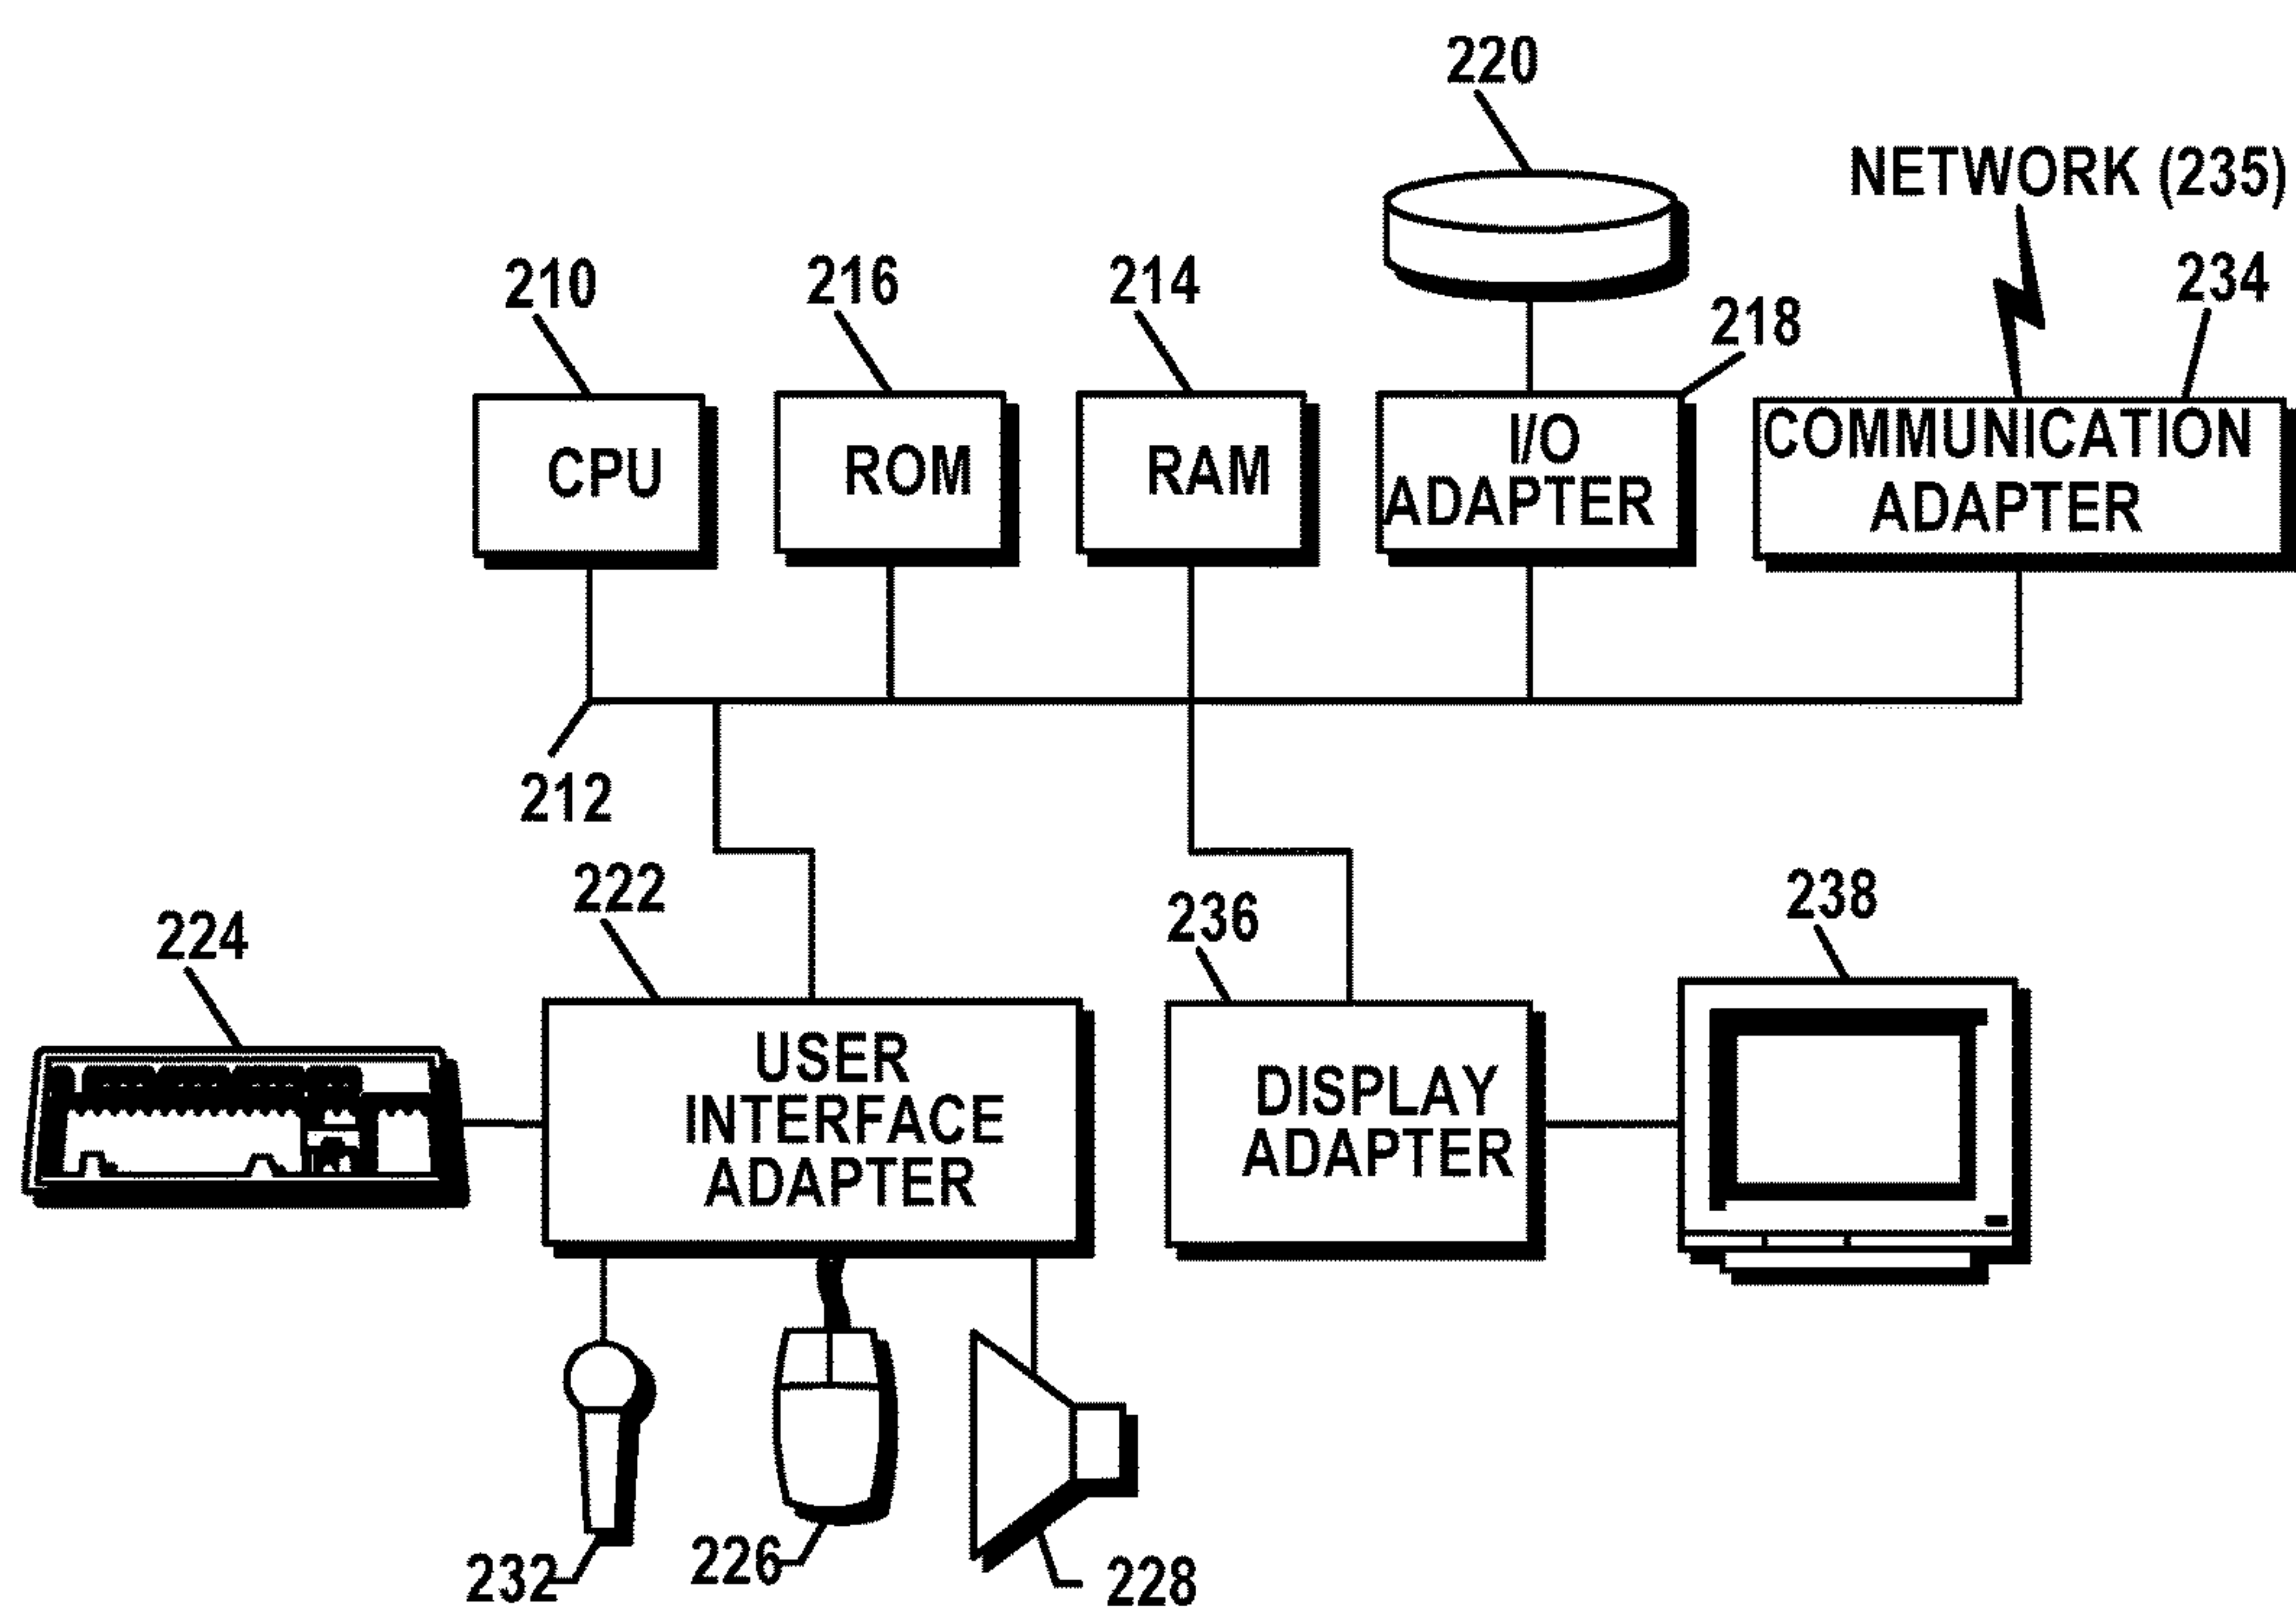 220
NETWORK (235)
210
216
214
218
234
CPU
ROM
RAM
I/O
ADAPTER
COMMUNICATION
ADAPTER
212
222
224
236
238
USER
INTERFACE
ADAPTER
DISPLAY
ADAPTER
232
226
228